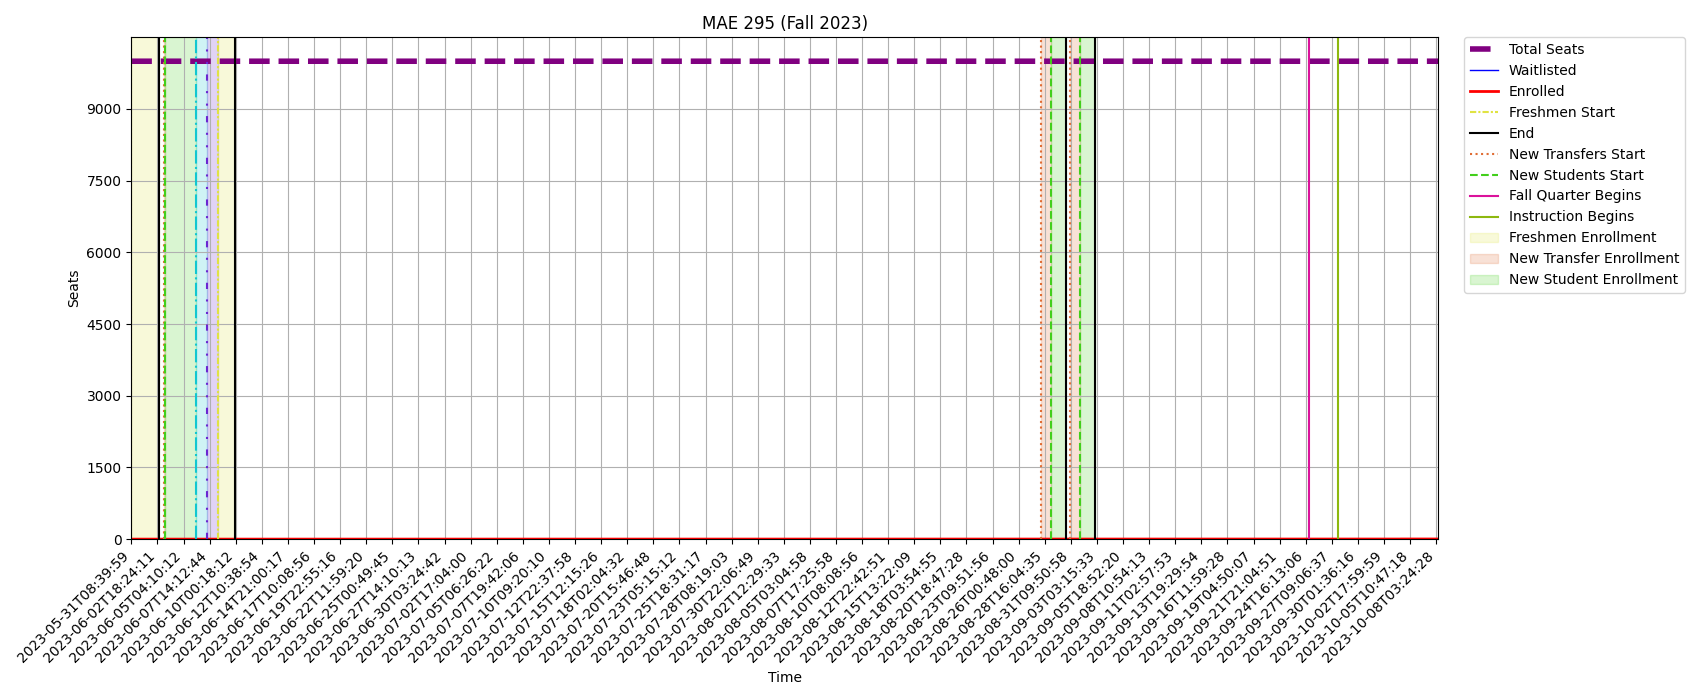 MAE 295 (Fall 2023)
Seats
9000
7500
6000
4500
3000
1500
0
2023-05-31T08:39:59
2023-06-02T18:24:11
2023-06-05T04:10:12
2023-06-07T14:12:44
2023-06-10T00:18:12
2023-06-12T10:38:54
2023-06-14T21:00:17
2023-06-17T10:08:56
2023-06-19T22:55:16
2023-06-22T11:59:20
2023-06-25T00:49:45
2023-06-27T14:10:13
2023-06-30T03:24:42
2023-07-02T17:04:00
2023-07-05T06:26:22
2023-07-07T19:42:06
2023-07-10T09:20:10
2023-07-12T22:37:58
2023-07-15T12:15:26
2023-07-18T02:04:32
2023-07-20T15:46:48
2023-07-23T05:15:12
2023-07-25T18:31:17
2023-07-28T08:19:03
2023-07-30T22:06:49
2023-08-02T12:29:33
2023-08-05T03:04:58
2023-08-07T17:25:58
2023-08-10T08:08:56
2023-08-12T22:42:51
2023-08-15T13:22:09
2023-08-18T03:54:55
2023-08-20T18:47:28
2023-08-23T09:51:56
2023-08-26T00:48:00
2023-08-28T16:04:35
2023-08-31T09:50:58
2023-09-03T03:15:33
2023-09-05T18:52:20
2023-09-08T10:54:13
2023-09-11T02:57:53
2023-09-13T19:29:54
2023-09-16T11:59:28
2023-09-19T04:50:07
2023-09-21T21:04:51
2023-09-24T16:13:06
2023-09-27T09:06:37
2023-09-30T01:36:16
2023-10-02T17:59:59
2023-10-05T10:47:18
2023-10-08T03:24:28
Time
Total Seats
Waitlisted
Enrolled
Freshmen Start
End
New Transfers Start
New Students Start
Fall Quarter Begins
Instruction Begins
Freshmen Enrollment
New Transfer Enrollment
New Student Enrollment